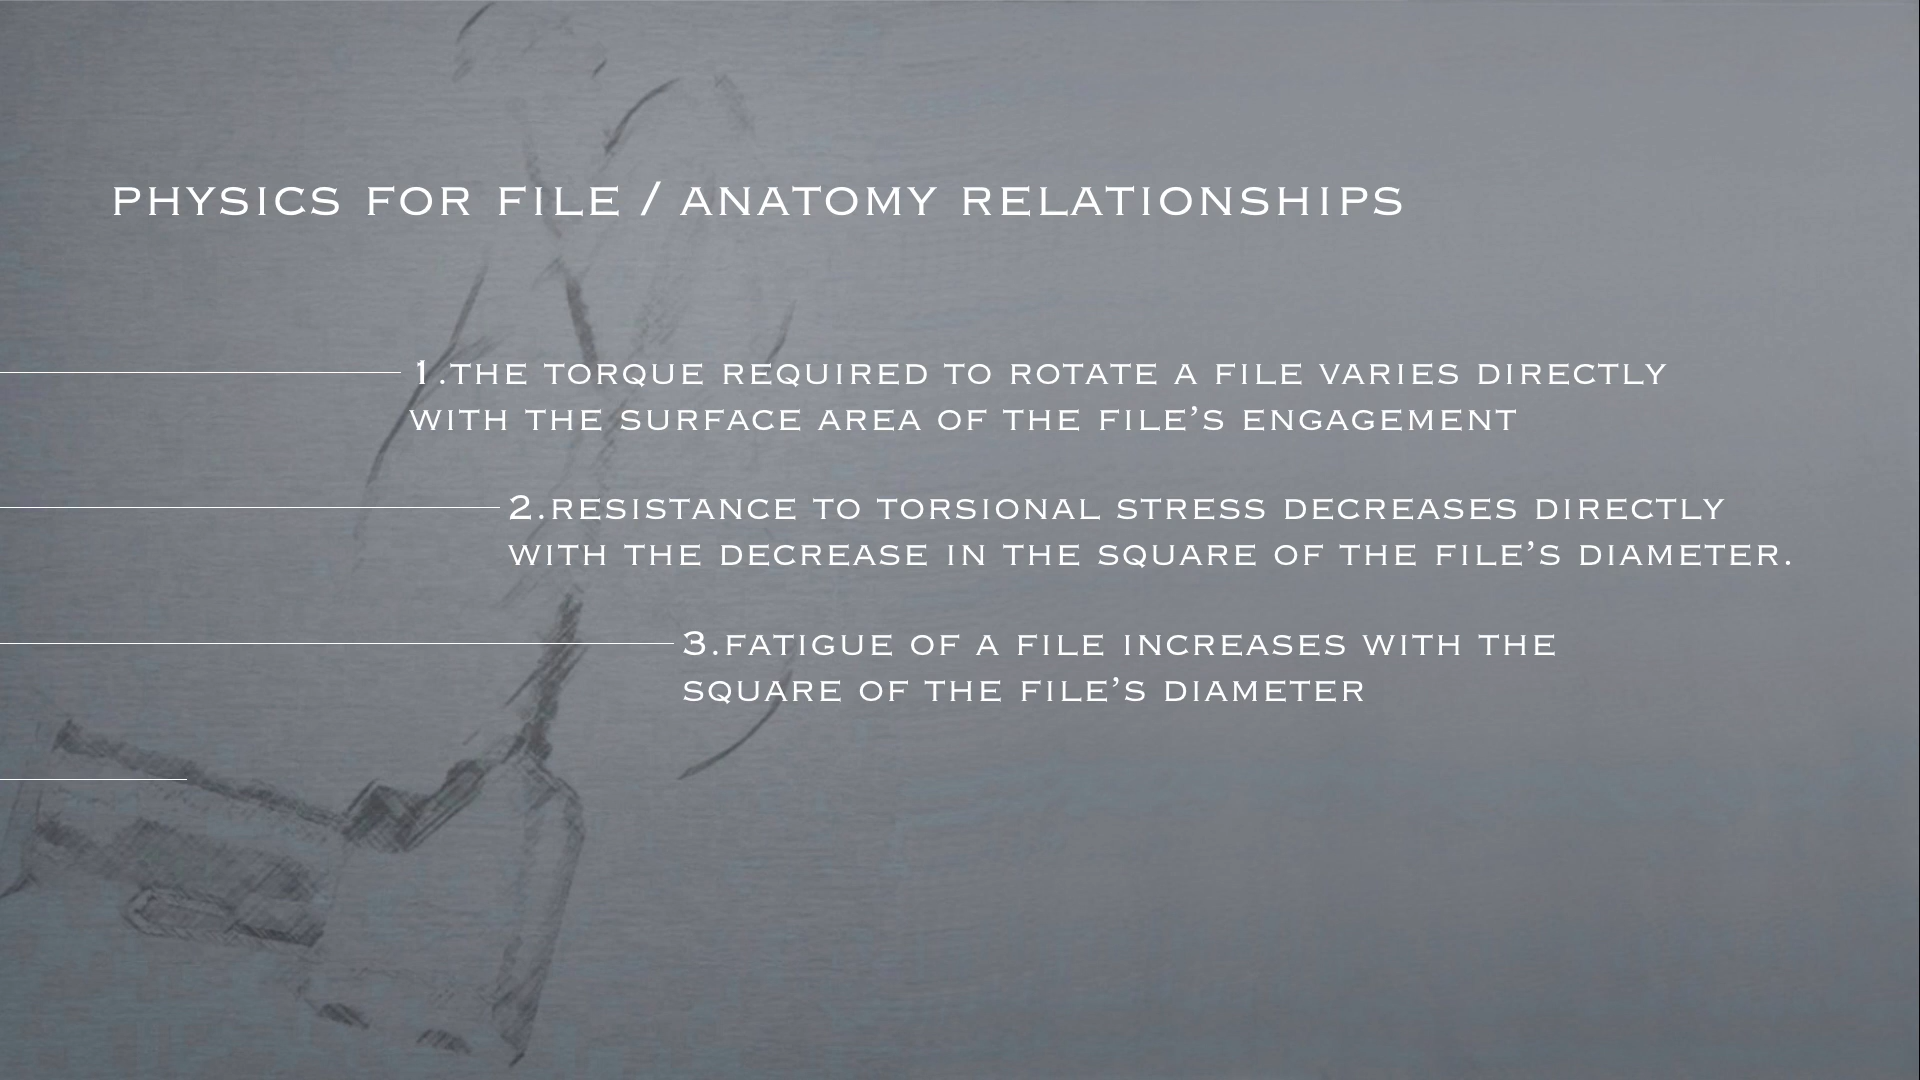 PHYSICS FOR FILE / ANATOMY RELATIONSHIPS
1.THE TORQUE REQUIRED TO ROTATE A FILE VARIES DIRECTLY
WITH THE SURFACE AREA OF THE FILE’S ENGAGEMENT
2.RESISTANCE TO TORSIONAL STRESS DECREASES DIRECTLY
WITH THE DECREASE IN THE SQUARE OF THE FILE’S DIAMETER.
3.FATIGUE OF A FILE INCREASES WITH THE
SQUARE OF THE FILE’S DIAMETER